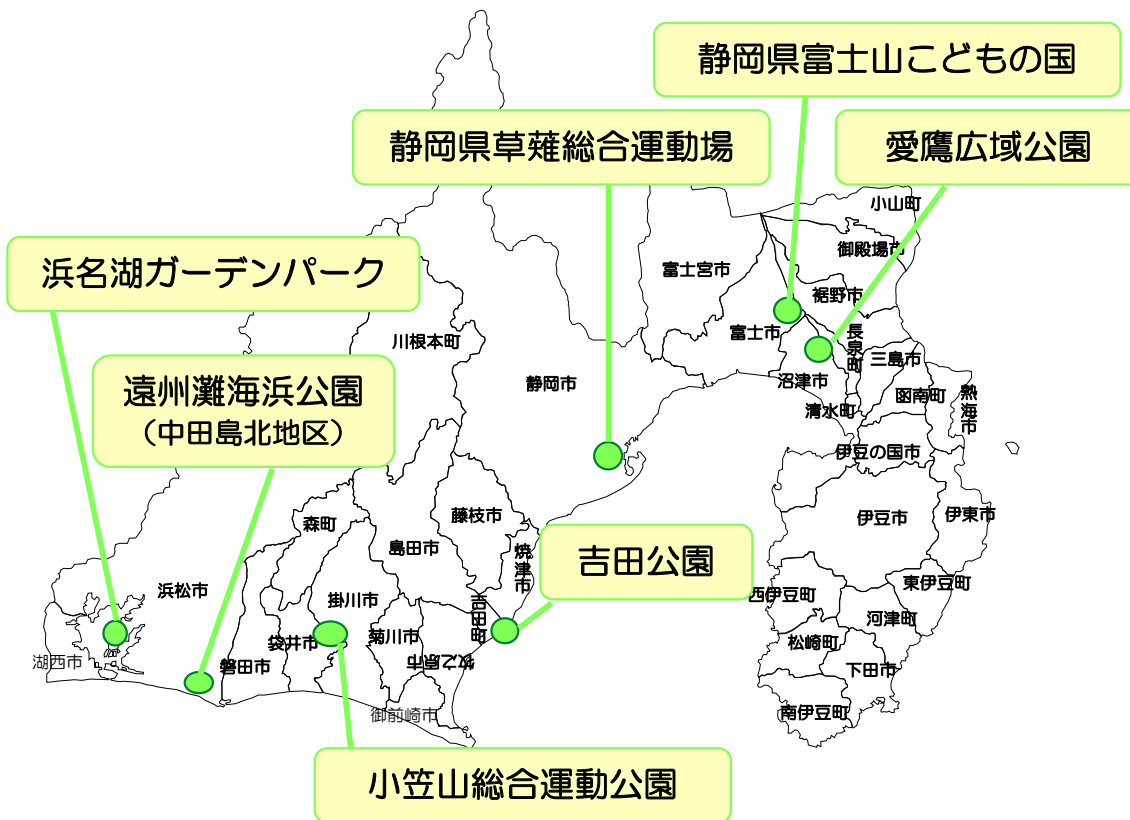 静岡県富士山こどもの国
静岡県草薙総合運動場
愛鷹広域公園
小山町
御殿場市
浜名湖ガーデンパーク
富士宮市
裾野市
富士市
長泉町
川根本町
三島市
静岡市
沼津市
遠州灘海浜公園
（中田島北地区）
函南町
熱海市
清水町
伊豆の国市
藤枝市
伊豆市
伊東市
森町
島田市
焼津市
吉田公園
浜松市
掛川市
吉田町
西伊豆町
東伊豆町
河津町
袋井市
菊川市
松崎町
湖西市
磐田市
牧之原市
下田市
御前崎市
南伊豆町
小笠山総合運動公園